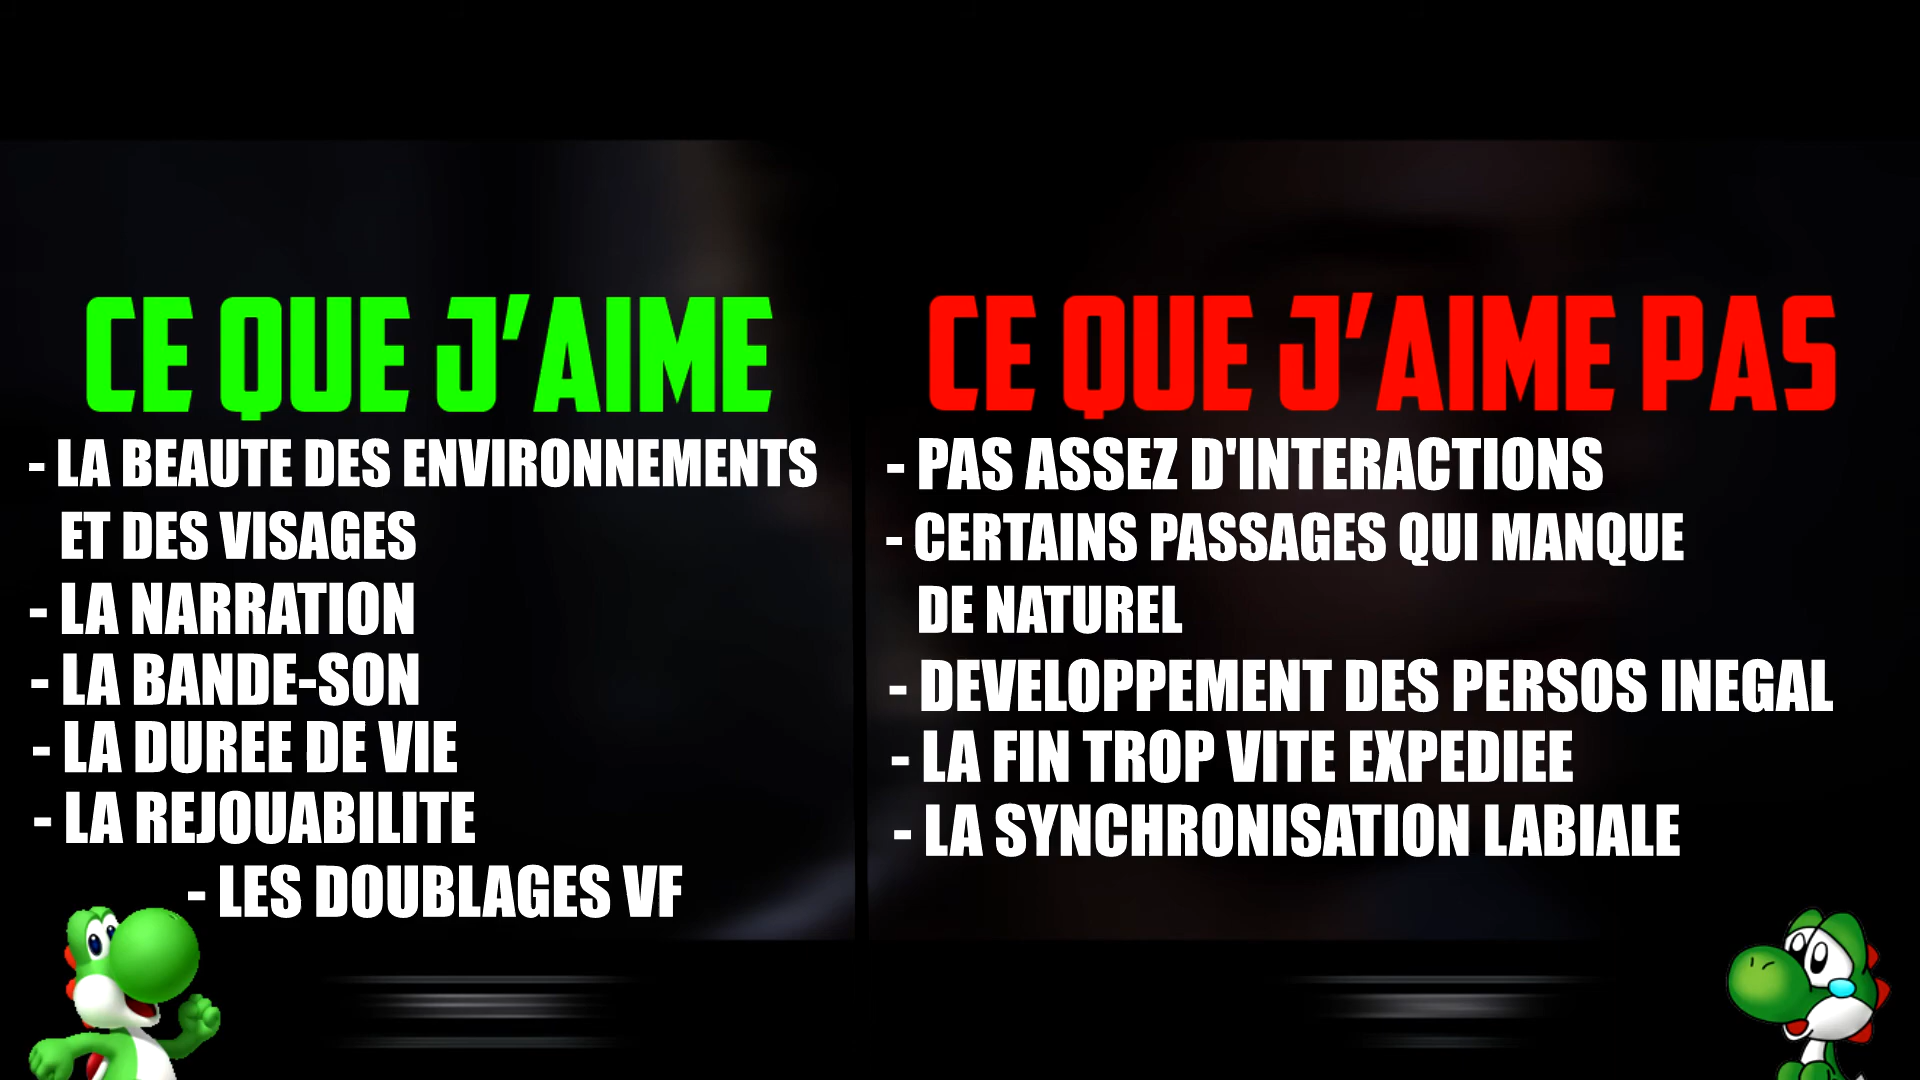 CE QUE J'AIME
- LA BEAUTE DES ENVIRONNEMENTS
ET DES VISAGES
- LA NARRATION
- LA BANDE-SON
- LA DUREE DE VIE
- LA REJOUABILITE
- LES DOUBLAGES VF
CE QUE J'AIME PAS
- PAS ASSEZ D'INTERACTIONS
- CERTAINS PASSAGES QUI MANQUE
DE NATUREL
- DEVELOPPEMENT DES PERSOS INEGAL
- LA FIN TROP VITE EXPEDIEE
- LA SYNCHRONISATION LABIALE